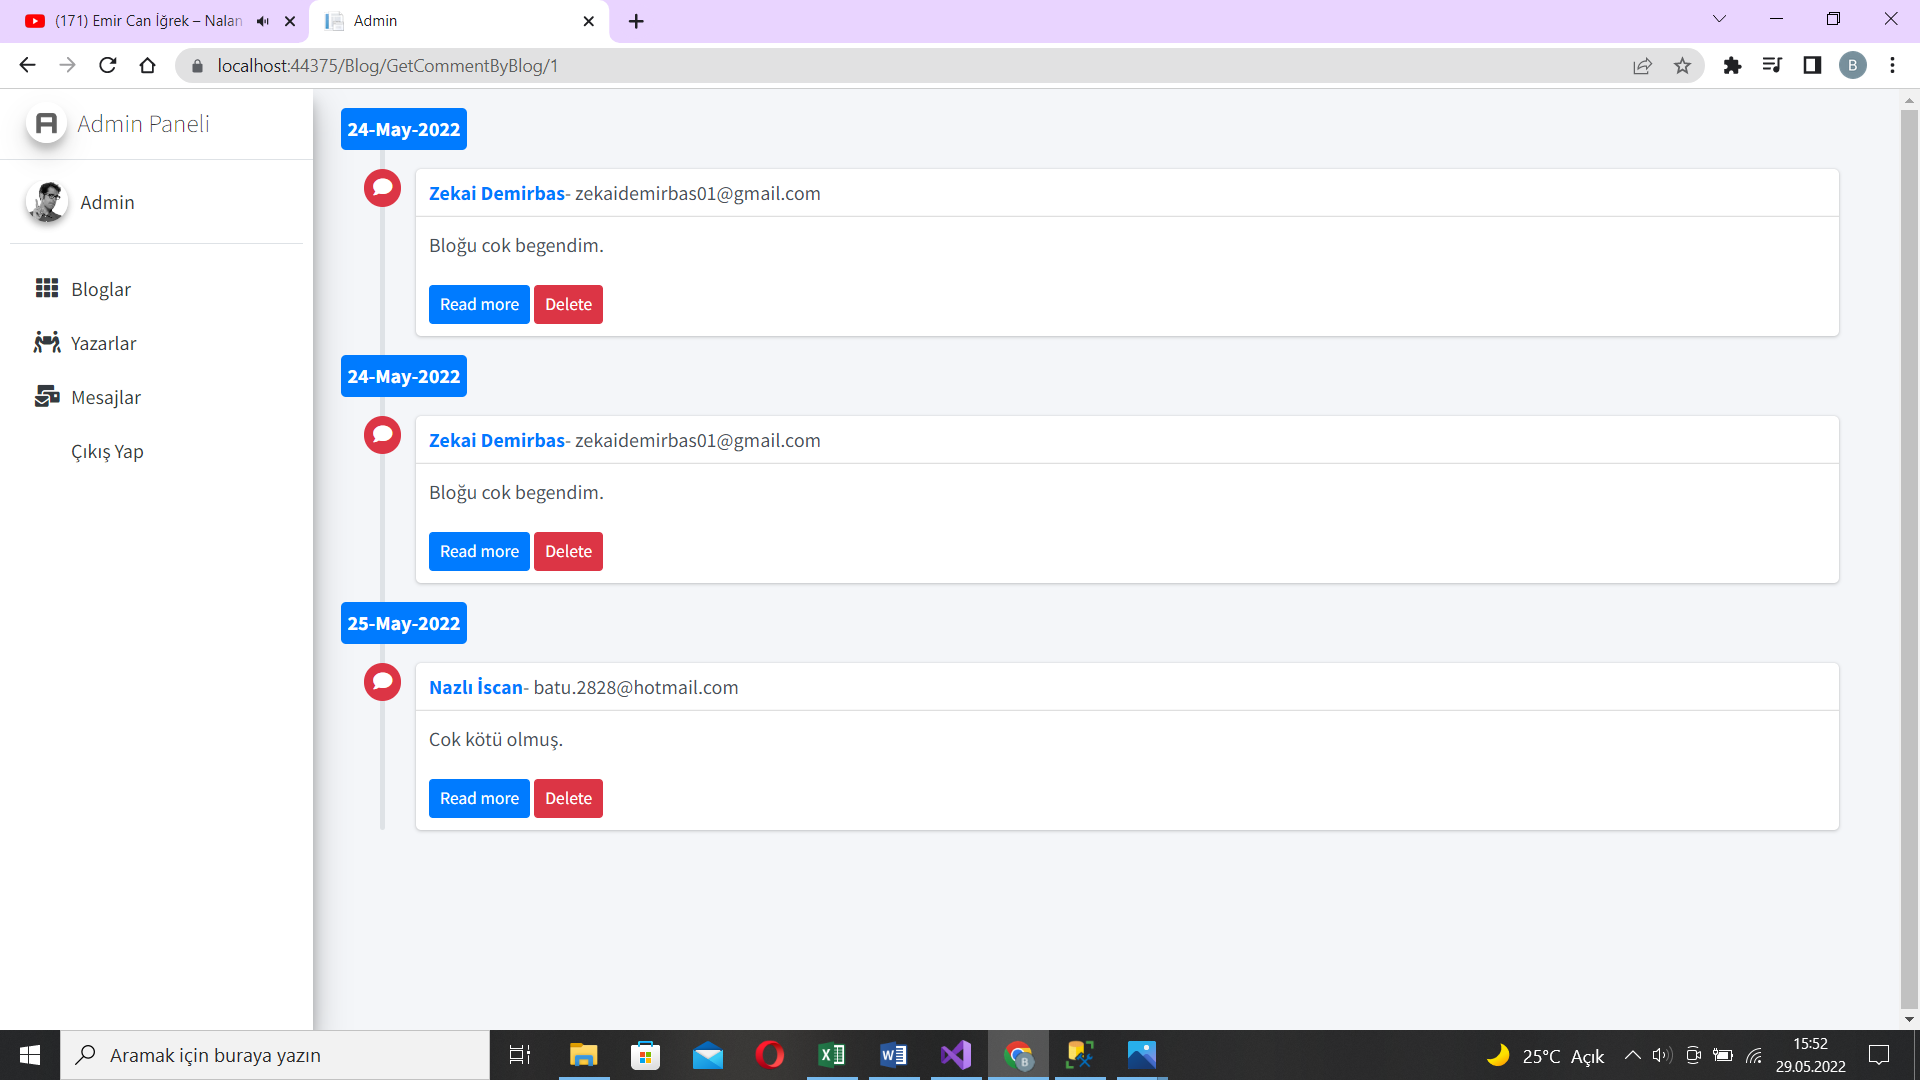 (171) Emir Can İğrek – Nalan
Admin
localhost:44375/Blog/GetCommentByBlog/1
B
Admin Paneli
Admin
Bloglar
Yazarlar
Mesajlar
Çıkış Yap
24-May-2022
Zekai Demirbas- zekaidemirbas01@gmail.com
Bloğu cok begendim.
Read more Delete
24-May-2022
Zekai Demirbas- zekaidemirbas01@gmail.com
Bloğu cok begendim.
Read more Delete
25-May-2022
Nazlı İscan- batu.2828@hotmail.com
Cok kötü olmuş.
Read more Delete
Aramak için buraya yazın
25°C Açık
15:52
29.05.2022